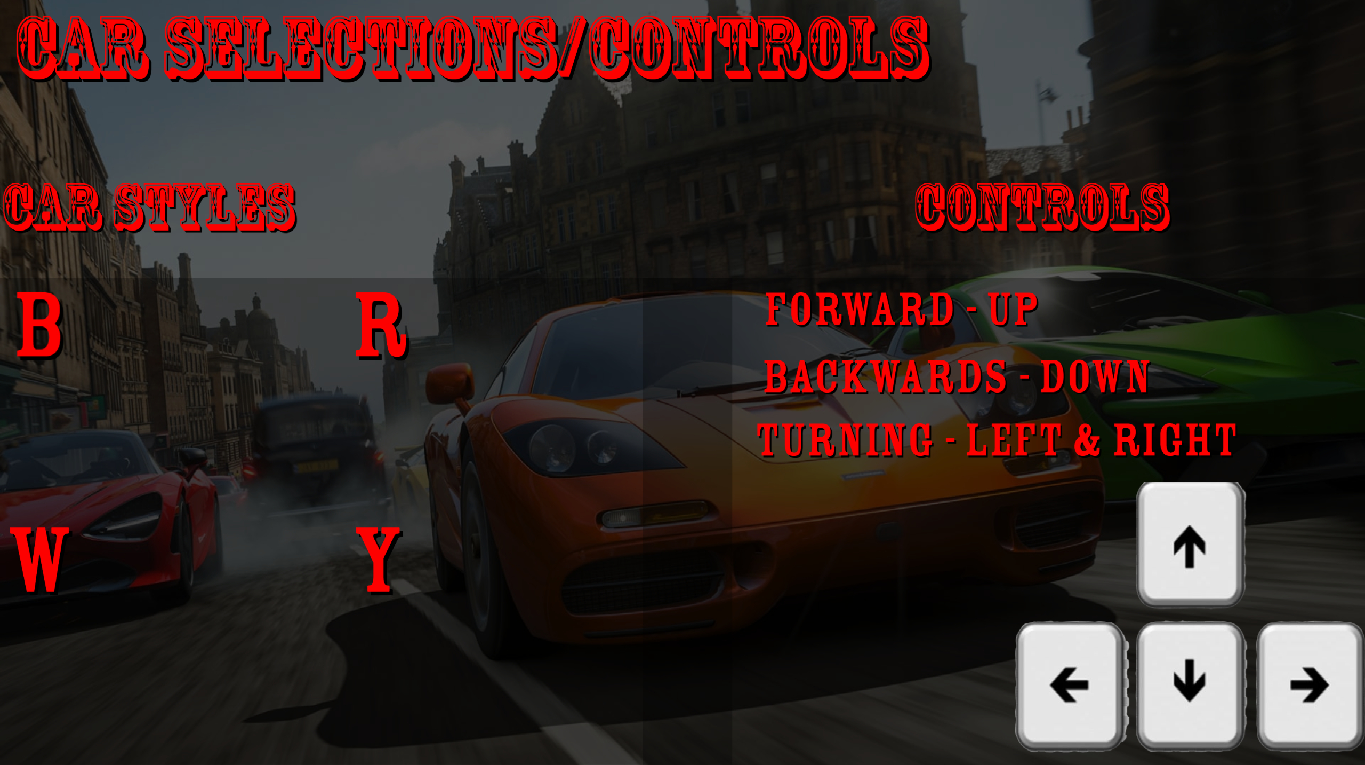 CAR SELECTIONS/CONTROLS
CAR STYLES
B R
W Y
CONTROLS
FORWARD - UP
BACKWARDS - DOWN
TURNING - LEFT & RIGHT
↑
← ↓ →